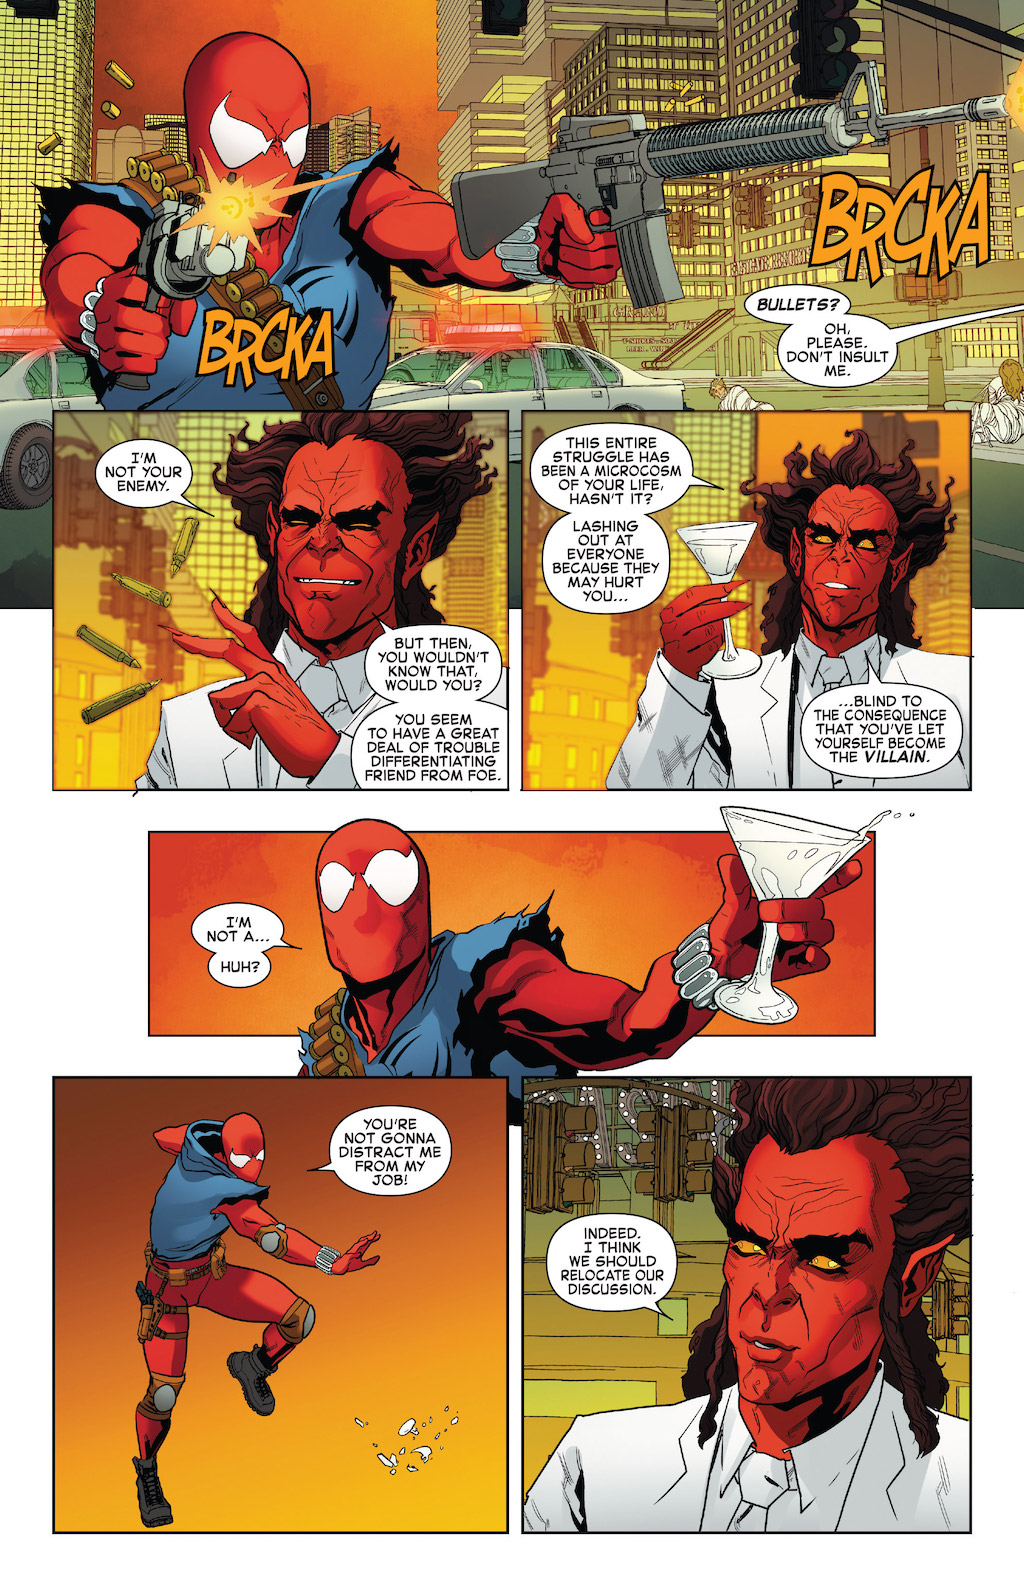 BRCKA
BRCKA
BULLETS?
OH,
PLEASE.
DON'T INSULT
ME.
I'M
NOT YOUR
ENEMY.
BUT THEN,
YOU WOULDN'T
KNOW THAT,
WOULD YOU?
YOU SEEM
TO HAVE A GREAT
DEAL OF TROUBLE
DIFFERENTIATING
FRIEND FROM FOE.
THIS ENTIRE
STRUGGLE HAS
BEEN A MICROCOSM
OF YOUR LIFE,
HASN'T IT?
LASHING
OUT AT
EVERYONE
BECAUSE THEY
MAY HURT
YOU...
...BLIND TO
THE CONSEQUENCE
THAT YOU'VE LET
YOURSELF BECOME
THE VILLAIN.
I'M
NOT A...
HUH?
YOU'RE
NOT GONNA
DISTRACT ME
FROM MY
JOB!
INDEED.
I THINK
WE SHOULD
RELOCATE OUR
DISCUSSION.